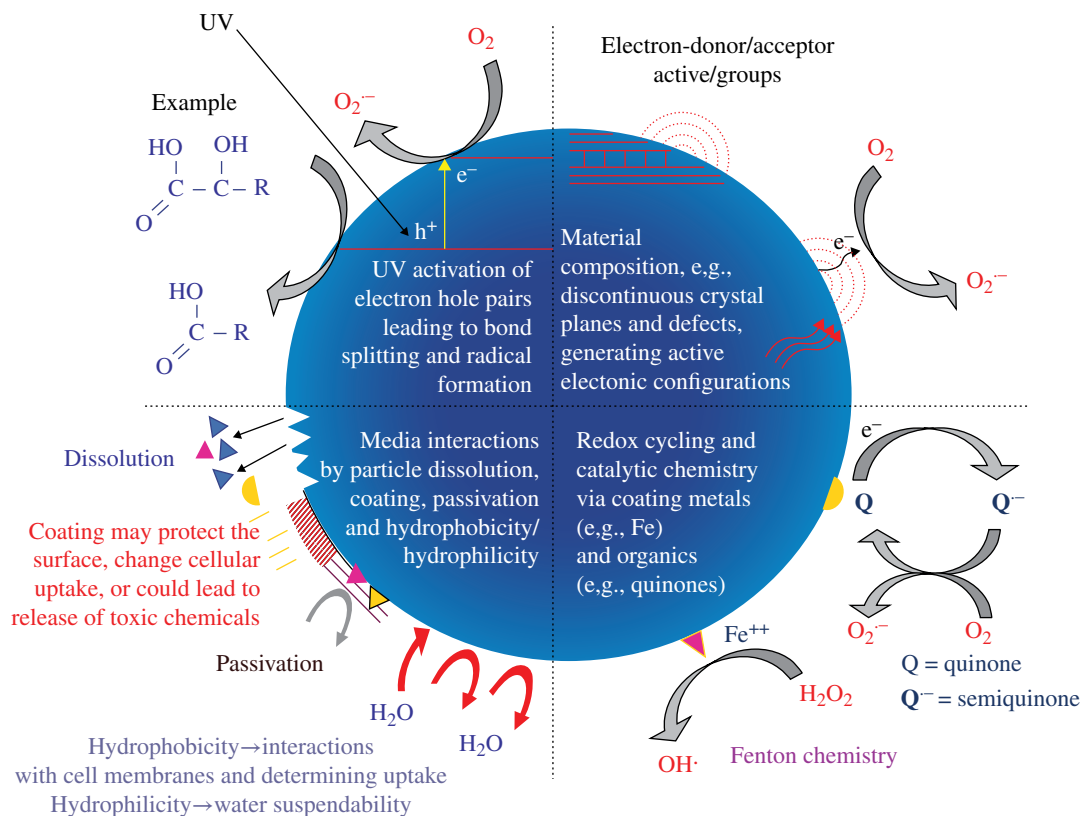 UV
O₂
O₂·−
e−
h+
Example
HO OH
C − C − R
O
HO
C − R
O
UV activation of
electron hole pairs
leading to bond
splitting and radical
formation
Electron-donor/acceptor
active/groups
O₂
e−
O₂·−
Material
composition, e,g.,
discontinuous crystal
planes and defects,
generating active
electonic configurations
Dissolution
Coating may protect the
surface, change cellular
uptake, or could lead to
release of toxic chemicals
Passivation
Media interactions
by particle dissolution,
coating, passivation
and hydrophobicity/
hydrophilicity
H₂O
H₂O
Hydrophobicity→interactions
with cell membranes and determining uptake
Hydrophilicity→water suspendability
Redox cycling and
catalytic chemistry
via coating metals
(e,g., Fe)
and organics
(e,g., quinones)
e−
Q Q·−
O₂·− O₂
Q = quinone
Q·− = semiquinone
Fe++
H₂O₂
OH·
Fenton chemistry